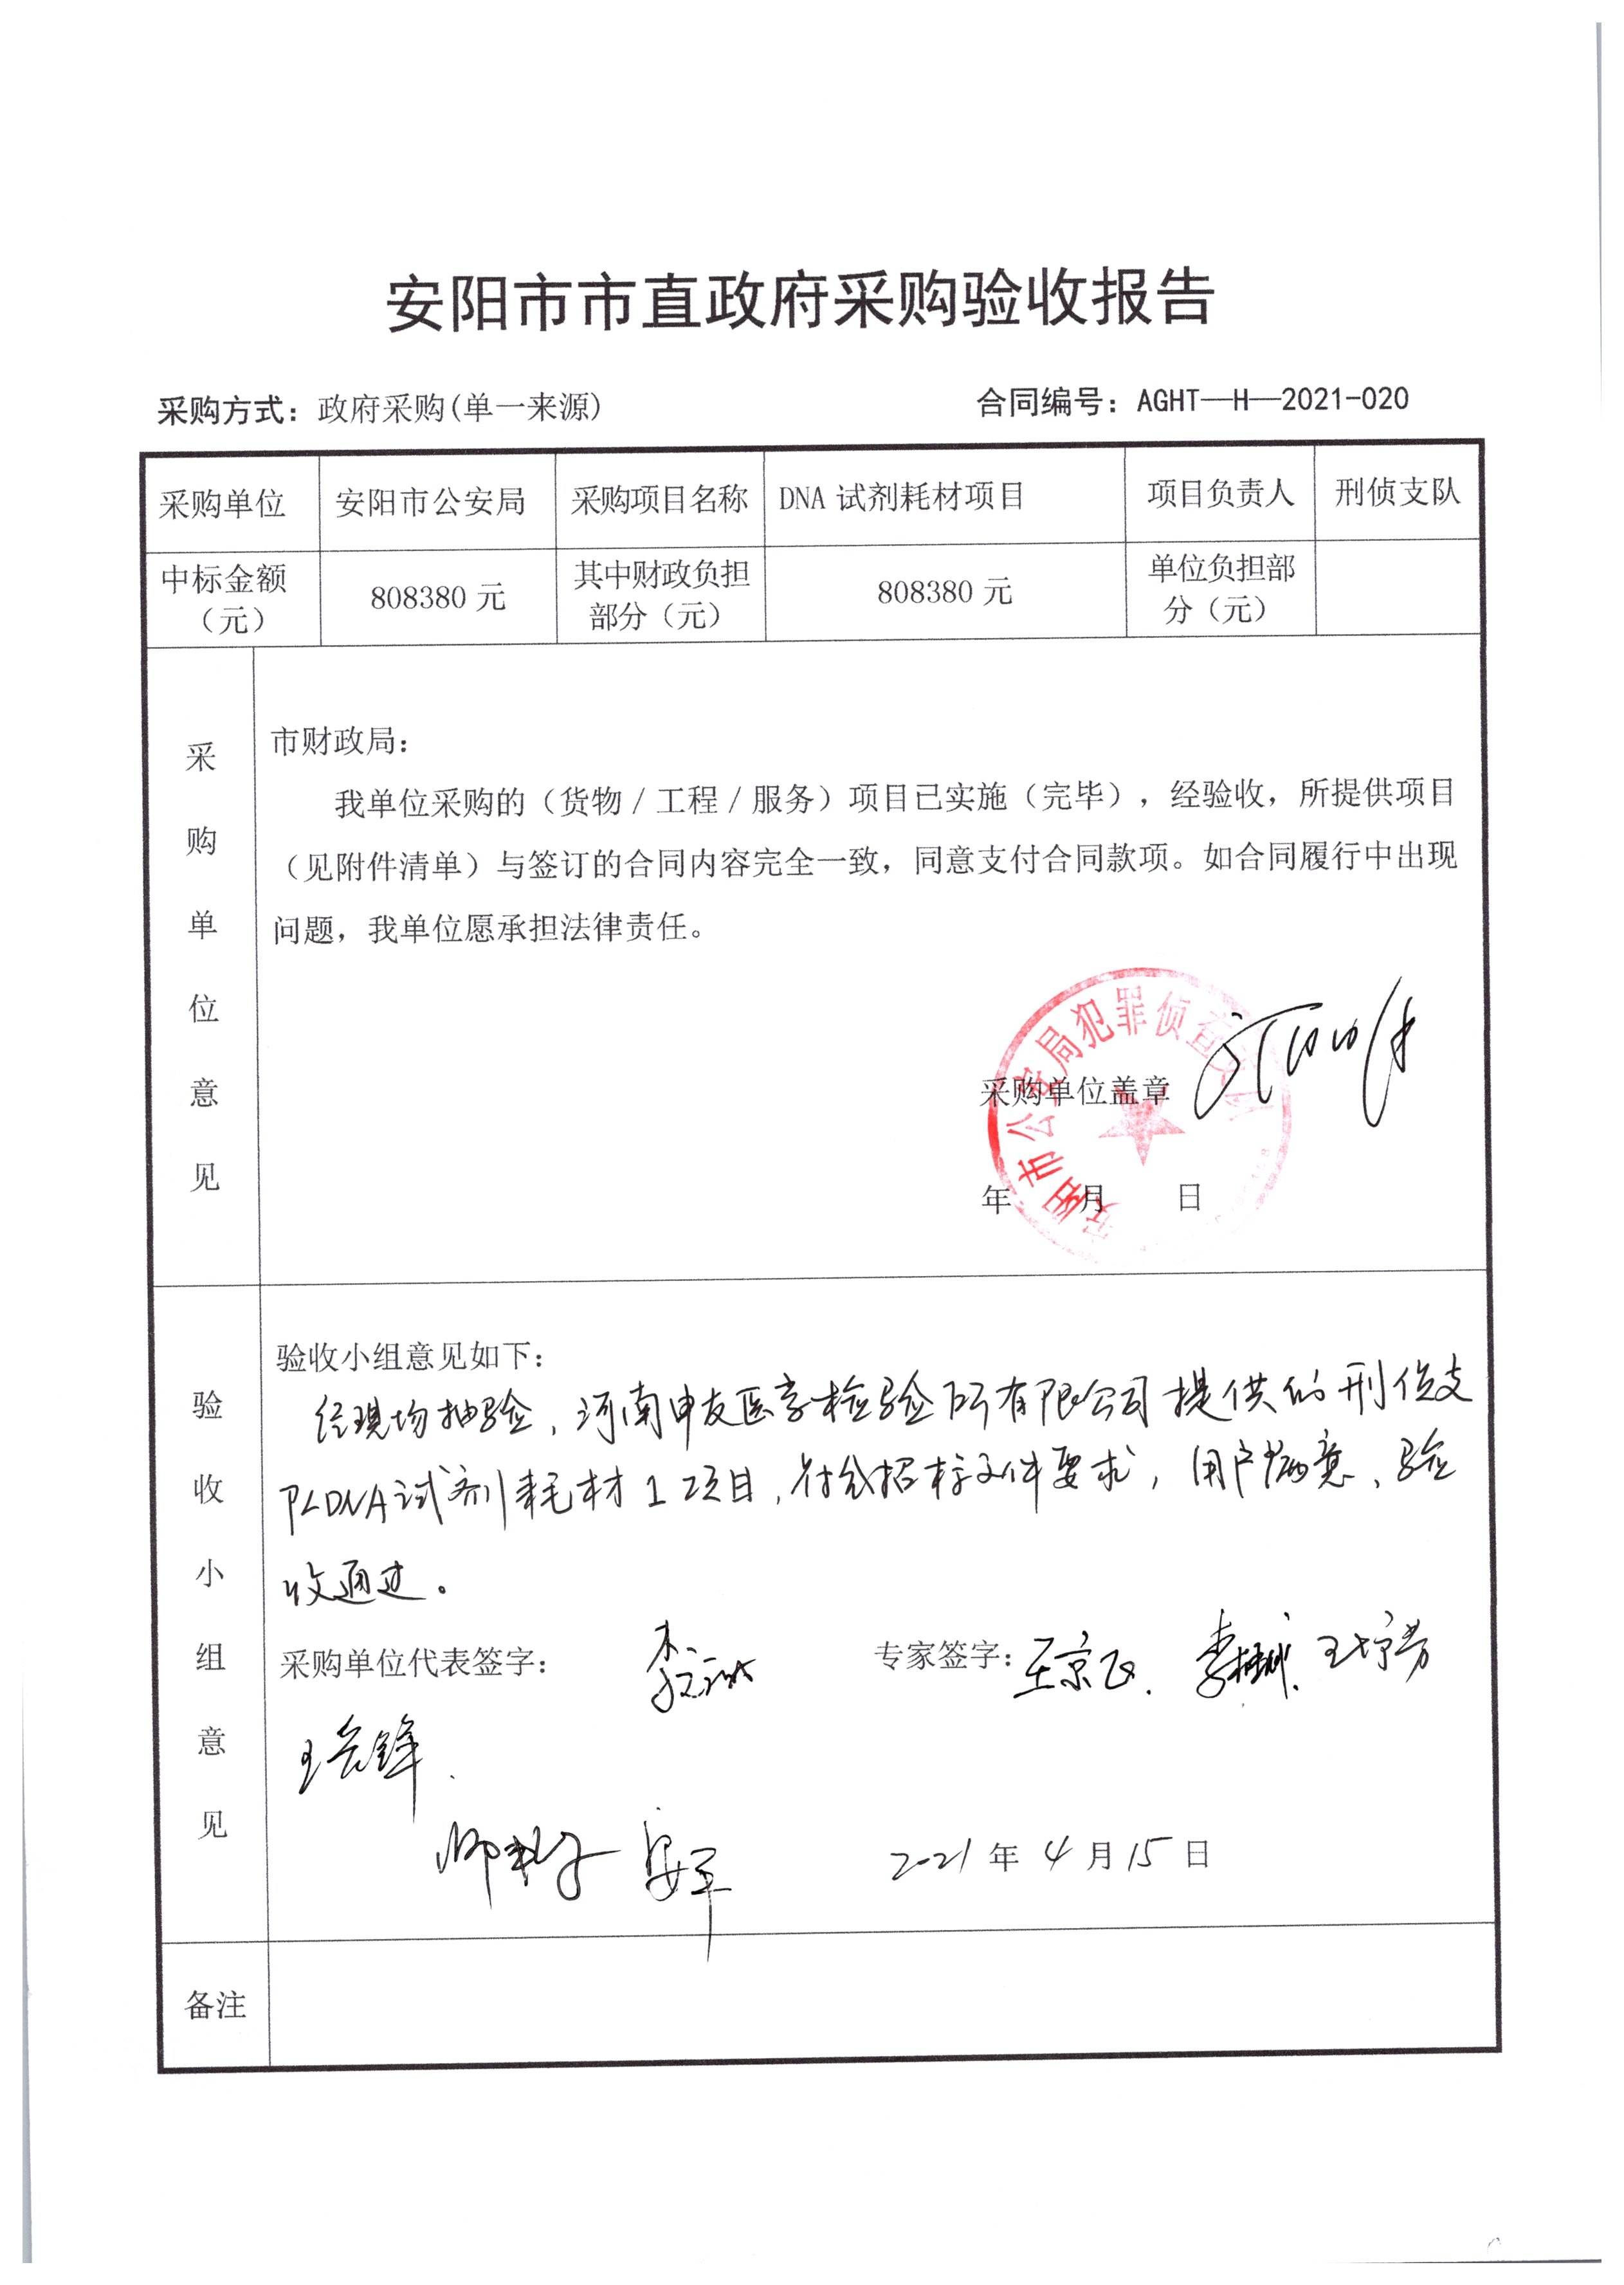 安阳市市直政府采购验收报告
采购方式：政府采购(单一来源)
合同编号：AGHT—H—2021-020
采购单位
安阳市公安局
采购项目名称
DNA 试剂耗材项目
项目负责人
刑侦支队
中标金额
（元）
808380 元
其中财政负担
部分（元）
808380 元
单位负担部
分（元）
采购单位意见
市财政局：
我单位采购的（货物／工程／服务）项目已实施（完毕），经验收，所提供项目
（见附件清单）与签订的合同内容完全一致，同意支付合同款项。如合同履行中出现
问题，我单位愿承担法律责任。
安阳市公安局犯罪侦查支队
采购单位盖章
年 月 日
验收小组意见
验收小组意见如下：
经现场抽验，河南申友医学检验所有限公司提供的刑侦支
队DNA试剂耗材1项目，符合招标文件要求，用户满意，验
收通过。
采购单位代表签字：
专家签字：王京飞.
2021年4月15日
备注